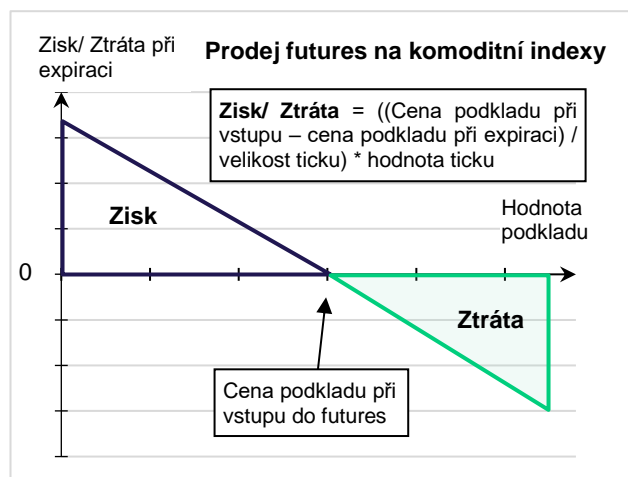 Zisk/ Ztráta při
expiraci
Prodej futures na komoditní indexy
Zisk/ Ztráta = ((Cena podkladu při
vstupu – cena podkladu při expiraci) /
velikost ticku) * hodnota ticku
Zisk
Hodnota
podkladu
0
Ztráta
Cena podkladu při
vstupu do futures